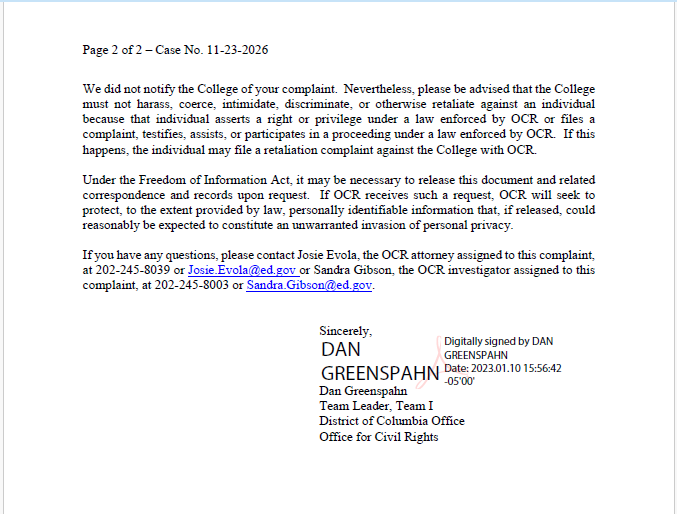 Page 2 of 2 – Case No. 11-23-2026
We did not notify the College of your complaint.  Nevertheless, please be advised that the College
must not harass, coerce, intimidate, discriminate, or otherwise retaliate against an individual
because that individual asserts a right or privilege under a law enforced by OCR or files a
complaint, testifies, assists, or participates in a proceeding under a law enforced by OCR.  If this
happens, the individual may file a retaliation complaint against the College with OCR.
Under the Freedom of Information Act, it may be necessary to release this document and related
correspondence and records upon request.  If OCR receives such a request, OCR will seek to
protect, to the extent provided by law, personally identifiable information that, if released, could
reasonably be expected to constitute an unwarranted invasion of personal privacy.
If you have any questions, please contact Josie Evola, the OCR attorney assigned to this complaint,
at 202-245-8039 or Josie.Evola@ed.gov or Sandra Gibson, the OCR investigator assigned to this
complaint, at 202-245-8003 or Sandra.Gibson@ed.gov.
Sincerely,
DAN
GREENSPAHN
Digitally signed by DAN
GREENSPAHN
Date: 2023.01.10 15:56:42
-05'00'
Dan Greenspahn
Team Leader, Team I
District of Columbia Office
Office for Civil Rights